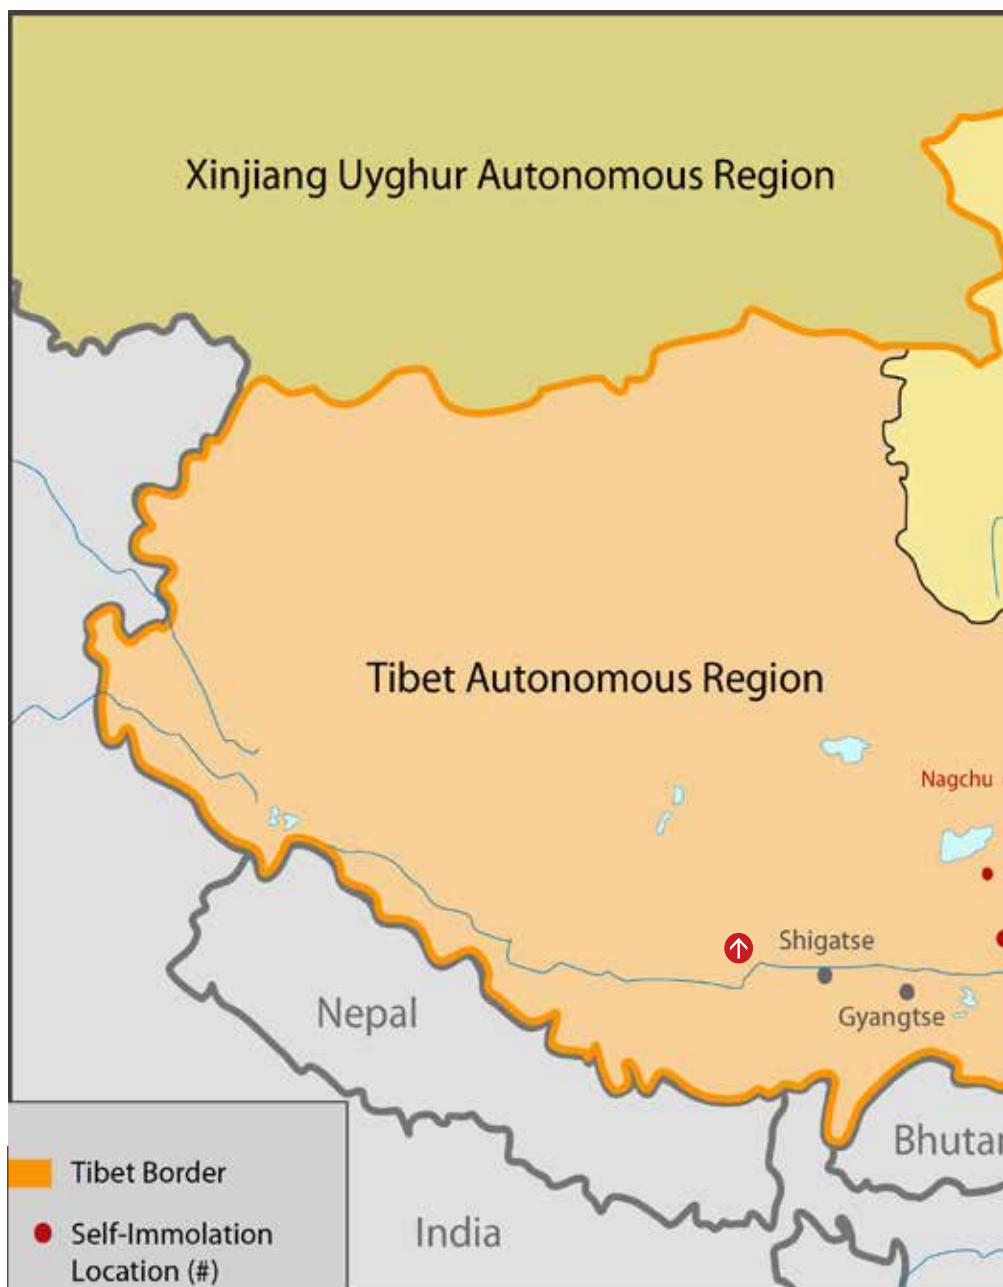 Xinjiang Uyghur Autonomous Region
Tibet Autonomous Region
Nagchu
Shigatse
Gyangtse
Nepal
Bhutan
India
Tibet Border
Self-Immolation
Location (#)